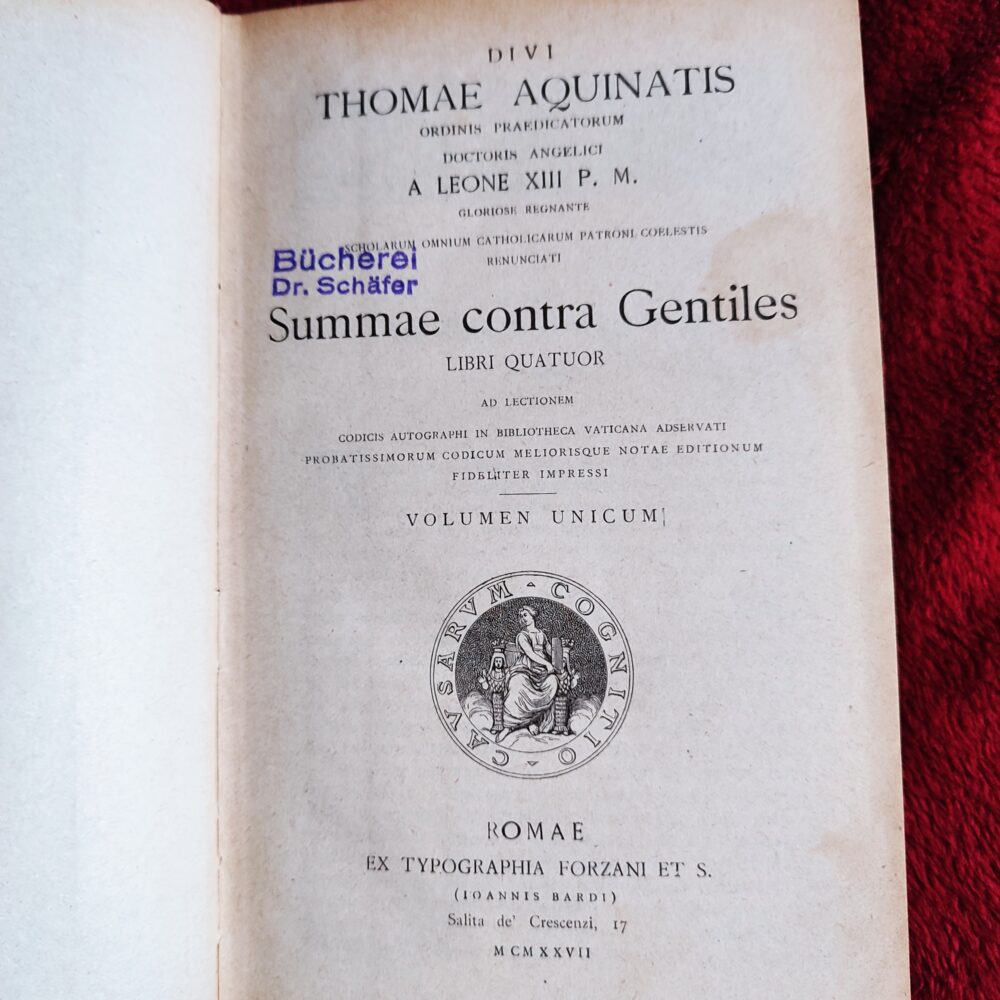 DIVI
THOMAE AQUINATIS
ORDINIS PRAEDICATORUM
DOCTORIS ANGELICI
A LEONE XIII P. M.
GLORIOSE REGNANTE
SCHOLARUM OMNIUM CATHOLICARUM PATRONI COELESTIS
RENUNCIATI
Bücherei
Dr. Schäfer
Summae contra Gentiles
LIBRI QUATUOR
AD LECTIONEM
CODICIS AUTOGRAPHI IN BIBLIOTHECA VATICANA ADSERVATI
PROBATISSIMORUM CODICUM MELIORISQUE NOTAE EDITIONUM
FIDELITER IMPRESSI
VOLUMEN UNICUM
CAVSARVM COGNITIO
ROMAE
EX TYPOGRAPHIA FORZANI ET S.
(IOANNIS BARDI)
Salita de' Crescenzi, 17
MCMXXVII